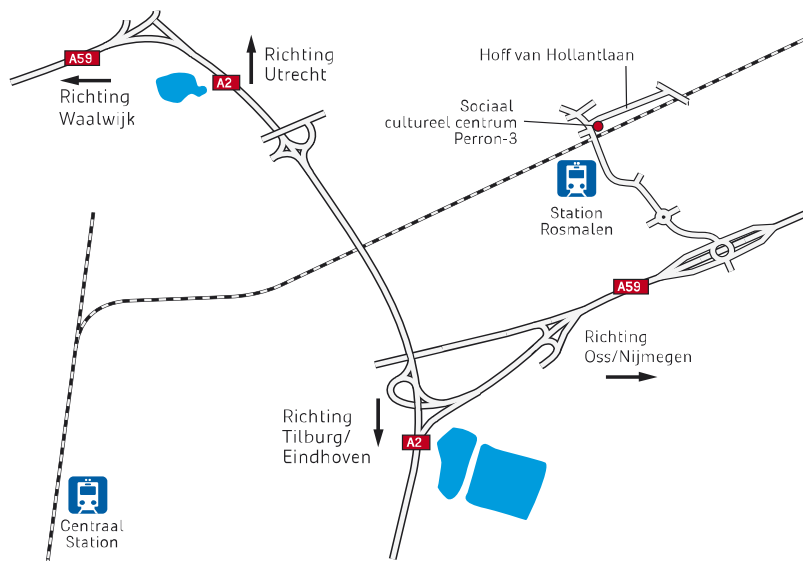 A59
Richting
Waalwijk
A2
Richting
Utrecht
Hoff van Hollantlaan
Sociaal
cultureel centrum
Perron-3
Station
Rosmalen
A59
Richting
Oss/Nijmegen
Richting
Tilburg/
Eindhoven
A2
Centraal
Station